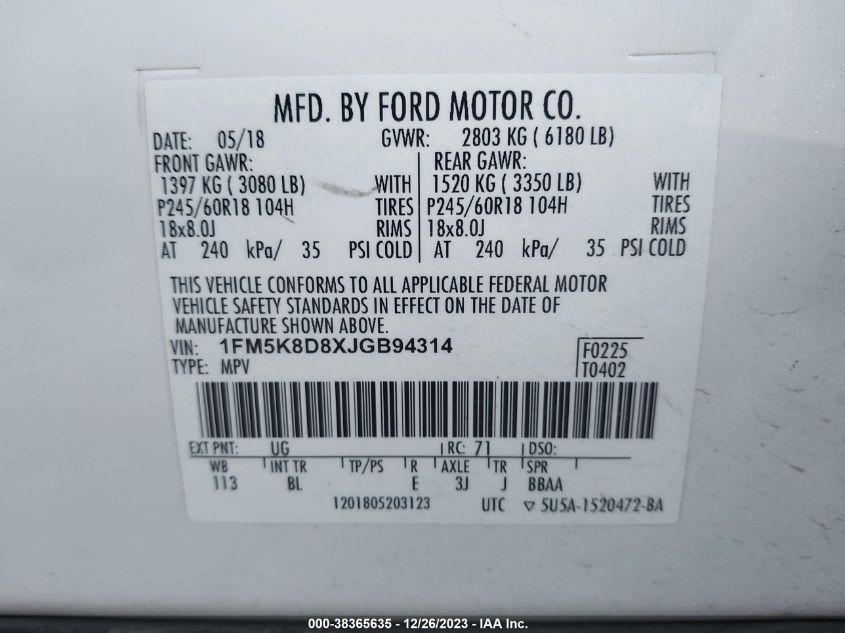 MFD. BY FORD MOTOR CO.
DATE: 05/18 GVWR: 2803 KG ( 6180 LB)
FRONT GAWR: REAR GAWR:
1397 KG ( 3080 LB) WITH 1520 KG ( 3350 LB) WITH
P245/60R18 104H TIRES P245/60R18 104H TIRES
18x8.0J RIMS 18x8.0J RIMS
AT 240 kPa/ 35 PSI COLD AT 240 kPa/ 35 PSI COLD
THIS VEHICLE CONFORMS TO ALL APPLICABLE FEDERAL MOTOR
VEHICLE SAFETY STANDARDS IN EFFECT ON THE DATE OF
MANUFACTURE SHOWN ABOVE.
VIN: 1FM5K8D8XJGB94314 F0225
TYPE: MPV T0402
EXT PNT: UG RC: 71 DSO:
WB INT TR TP/PS R AXLE TR SPR
113 BL E 3J J BBAA
1201805203123 UTC ▽ 5U5A-1520472-BA
000-38365635 - 12/26/2023 - IAA Inc.